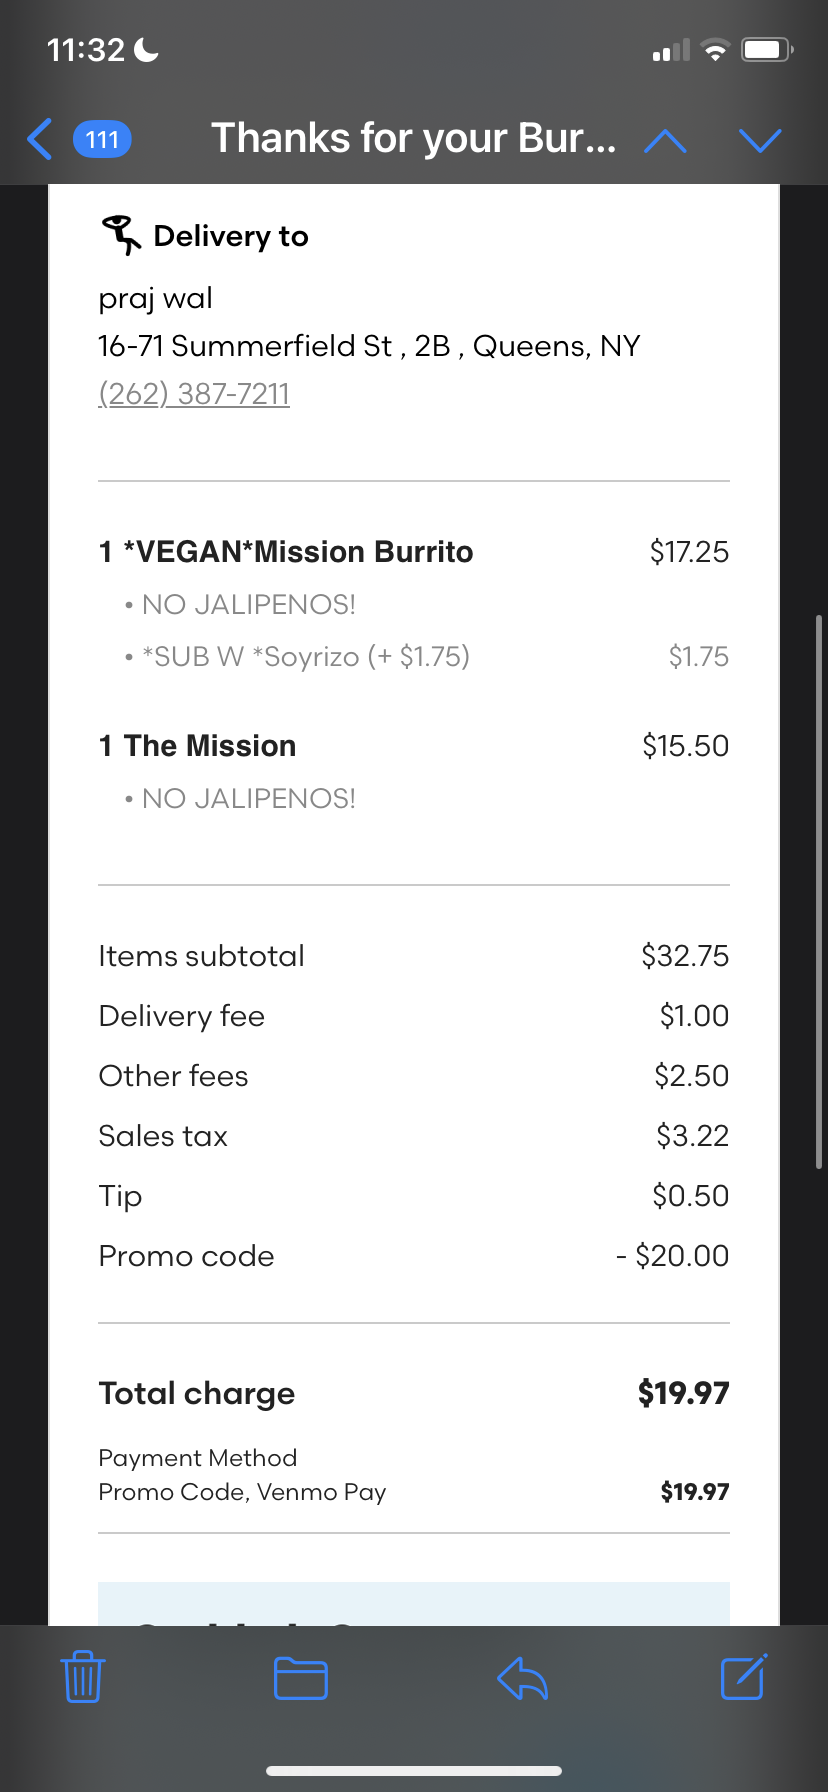 11:32
111
Thanks for your Bur...
Delivery to
praj wal
16-71 Summerfield St , 2B , Queens, NY
(262) 387-7211
1 *VEGAN*Mission Burrito $17.25
• NO JALIPENOS!
• *SUB W *Soyrizo (+ $1.75) $1.75
1 The Mission $15.50
• NO JALIPENOS!
Items subtotal $32.75
Delivery fee $1.00
Other fees $2.50
Sales tax $3.22
Tip $0.50
Promo code - $20.00
Total charge $19.97
Payment Method
Promo Code, Venmo Pay $19.97